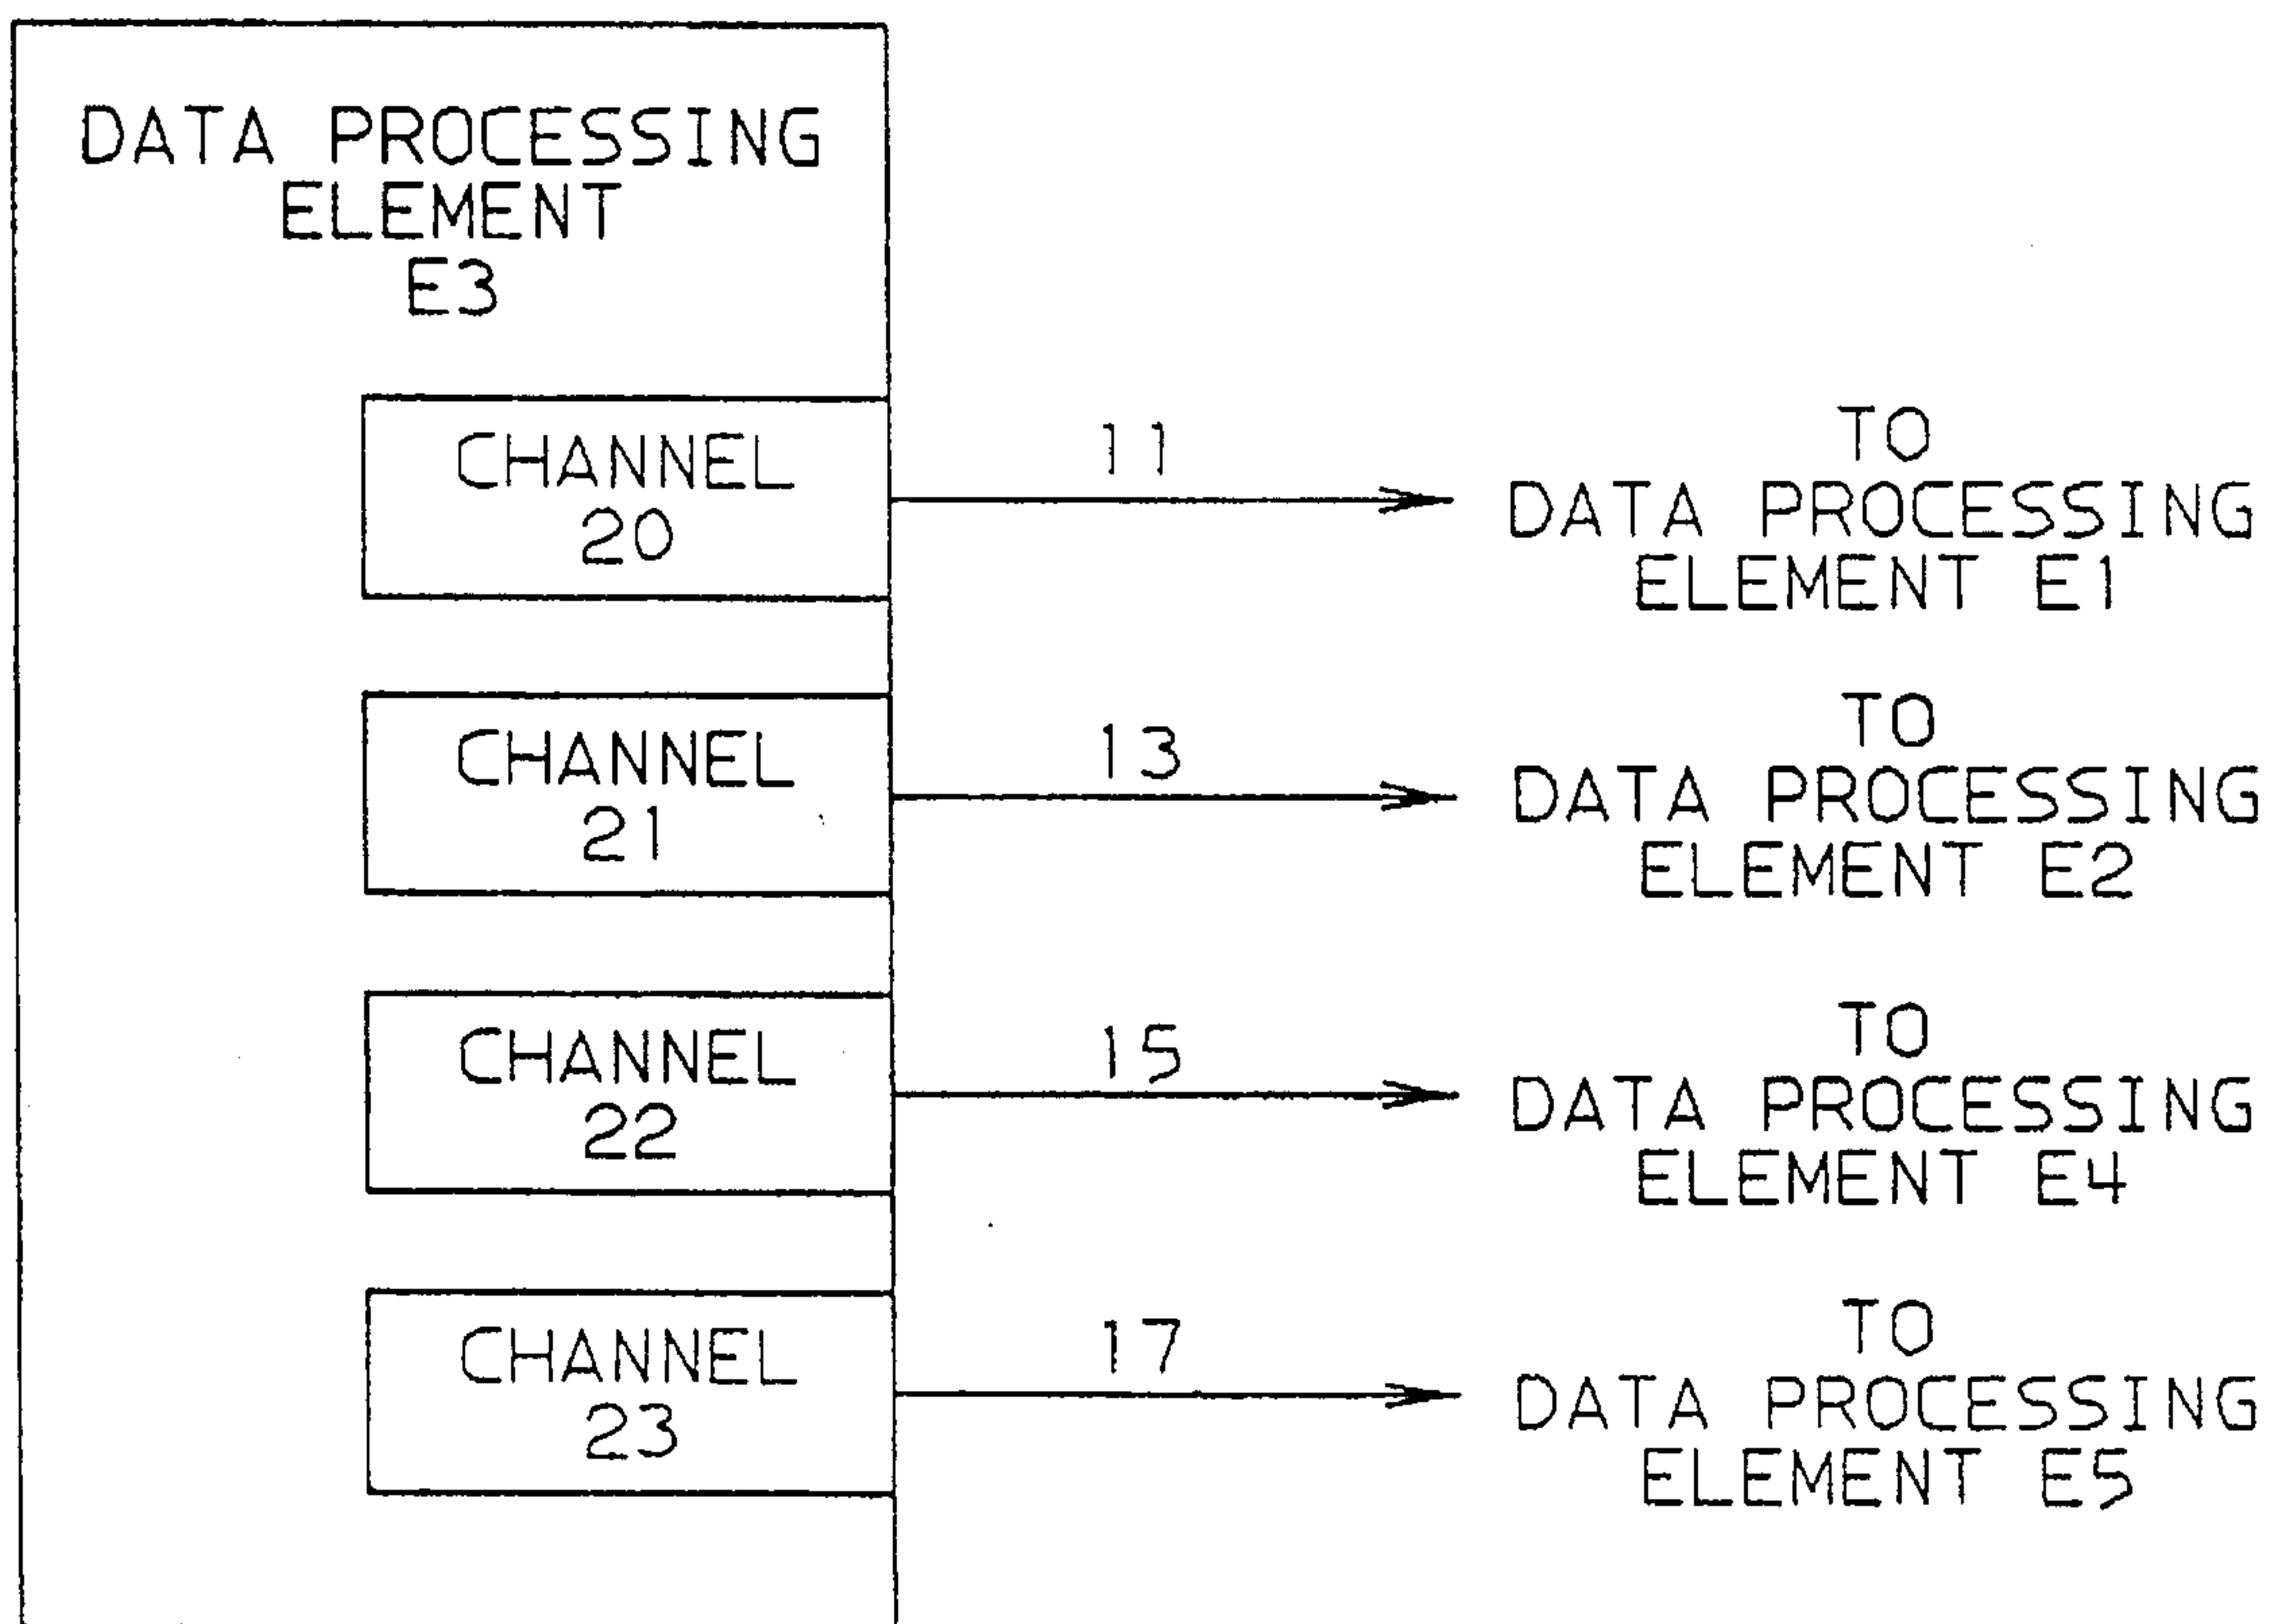 DATA PROCESSING
ELEMENT
E3
CHANNEL
20
11
TO
DATA PROCESSING
ELEMENT E1
CHANNEL
21
13
TO
DATA PROCESSING
ELEMENT E2
CHANNEL
22
15
TO
DATA PROCESSING
ELEMENT E4
CHANNEL
23
17
TO
DATA PROCESSING
ELEMENT E5